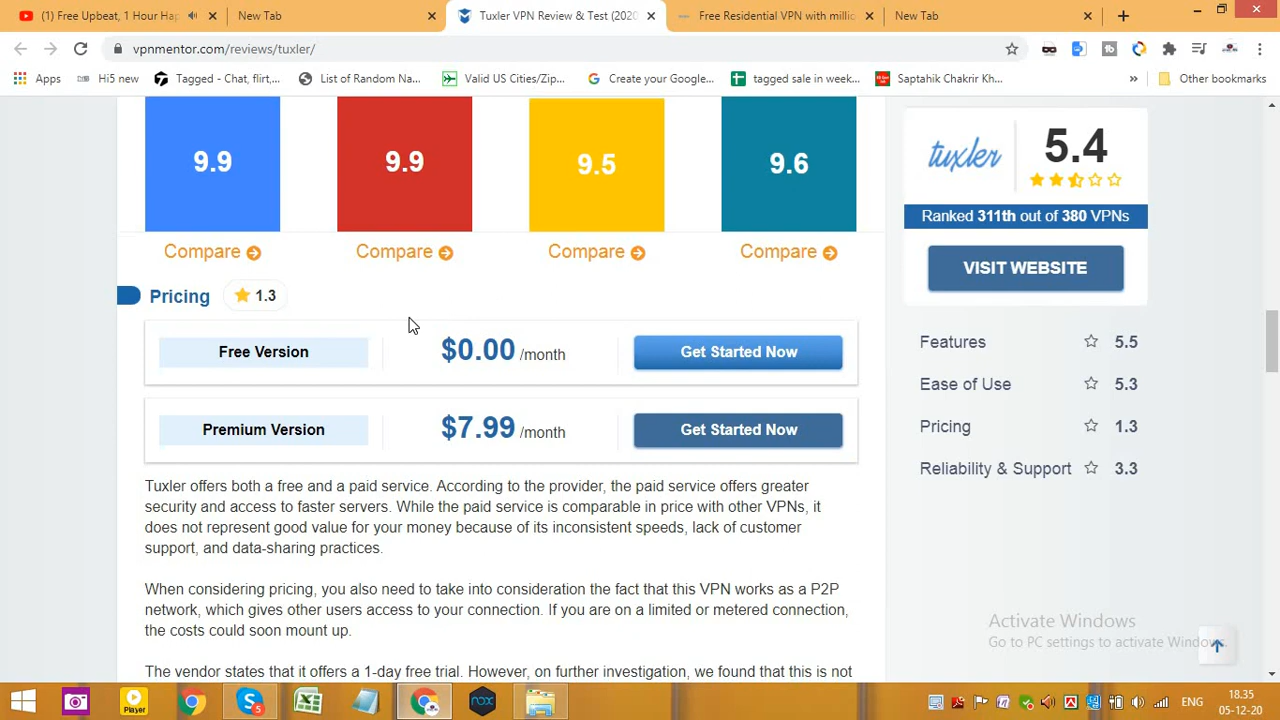 (1) Free Upbeat, 1 Hour Hap
New Tab
Tuxler VPN Review & Test (2020
Free Residential VPN with millio
New Tab
vpnmentor.com/reviews/tuxler/
Apps
Hi5 new
Tagged - Chat, flirt,...
List of Random Na...
Valid US Cities/Zip...
Create your Google...
tagged sale in week...
Saptahik Chakrir Kh...
»
Other bookmarks
9.9
9.9
9.5
9.6
Compare
Compare
Compare
Compare
Pricing
1.3
Free Version
$0.00 /month
Get Started Now
Premium Version
$7.99 /month
Get Started Now
Tuxler offers both a free and a paid service. According to the provider, the paid service offers greater
security and access to faster servers. While the paid service is comparable in price with other VPNs, it
does not represent good value for your money because of its inconsistent speeds, lack of customer
support, and data-sharing practices.
When considering pricing, you also need to take into consideration the fact that this VPN works as a P2P
network, which gives other users access to your connection. If you are on a limited or metered connection,
the costs could soon mount up.
The vendor states that it offers a 1-day free trial. However, on further investigation, we found that this is not
tuxler
5.4
Ranked 311th out of 380 VPNs
VISIT WEBSITE
Features 5.5
Ease of Use 5.3
Pricing 1.3
Reliability & Support 3.3
Activate Windows
Go to PC settings to activate Windows.
Player
nox
ENG
18.35
05-12-20